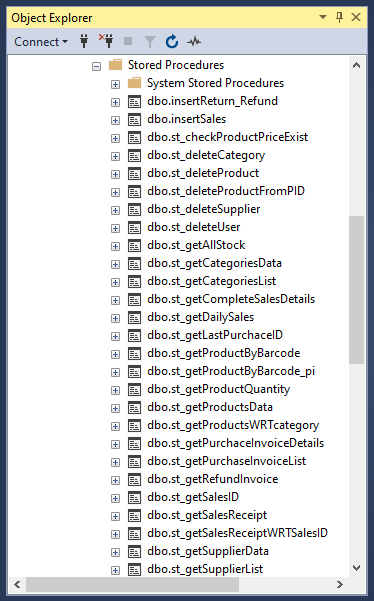 Object Explorer
Connect
Stored Procedures
System Stored Procedures
dbo.insertReturn_Refund
dbo.insertSales
dbo.st_checkProductPriceExist
dbo.st_deleteCategory
dbo.st_deleteProduct
dbo.st_deleteProductFromPID
dbo.st_deleteSupplier
dbo.st_deleteUser
dbo.st_getAllStock
dbo.st_getCategoriesData
dbo.st_getCategoriesList
dbo.st_getCompleteSalesDetails
dbo.st_getDailySales
dbo.st_getLastPurchaceID
dbo.st_getProductByBarcode
dbo.st_getProductByBarcode_pi
dbo.st_getProductQuantity
dbo.st_getProductsData
dbo.st_getProductsWRTcategory
dbo.st_getPurchaceInvoiceDetails
dbo.st_getPurchaseInvoiceList
dbo.st_getRefundInvoice
dbo.st_getSalesID
dbo.st_getSalesReceipt
dbo.st_getSalesReceiptWRTSalesID
dbo.st_getSupplierData
dbo.st_getSupplierList